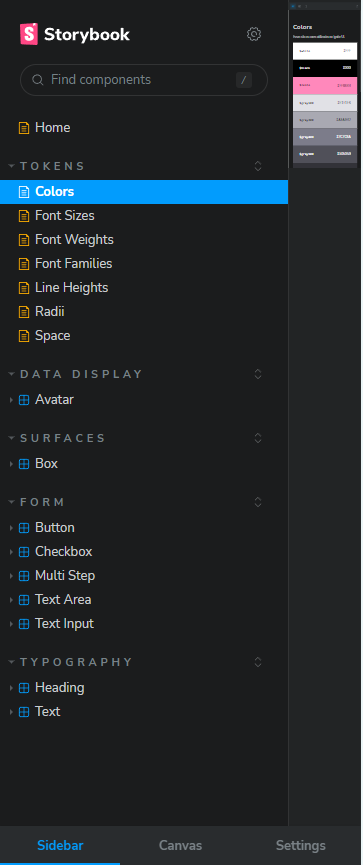 Storybook
Find components
/
Home
TOKENS
Colors
Font Sizes
Font Weights
Font Families
Line Heights
Radii
Space
DATA DISPLAY
Avatar
SURFACES
Box
FORM
Button
Checkbox
Multi Step
Text Area
Text Input
TYPOGRAPHY
Heading
Text
Colors
Sidebar
Canvas
Settings